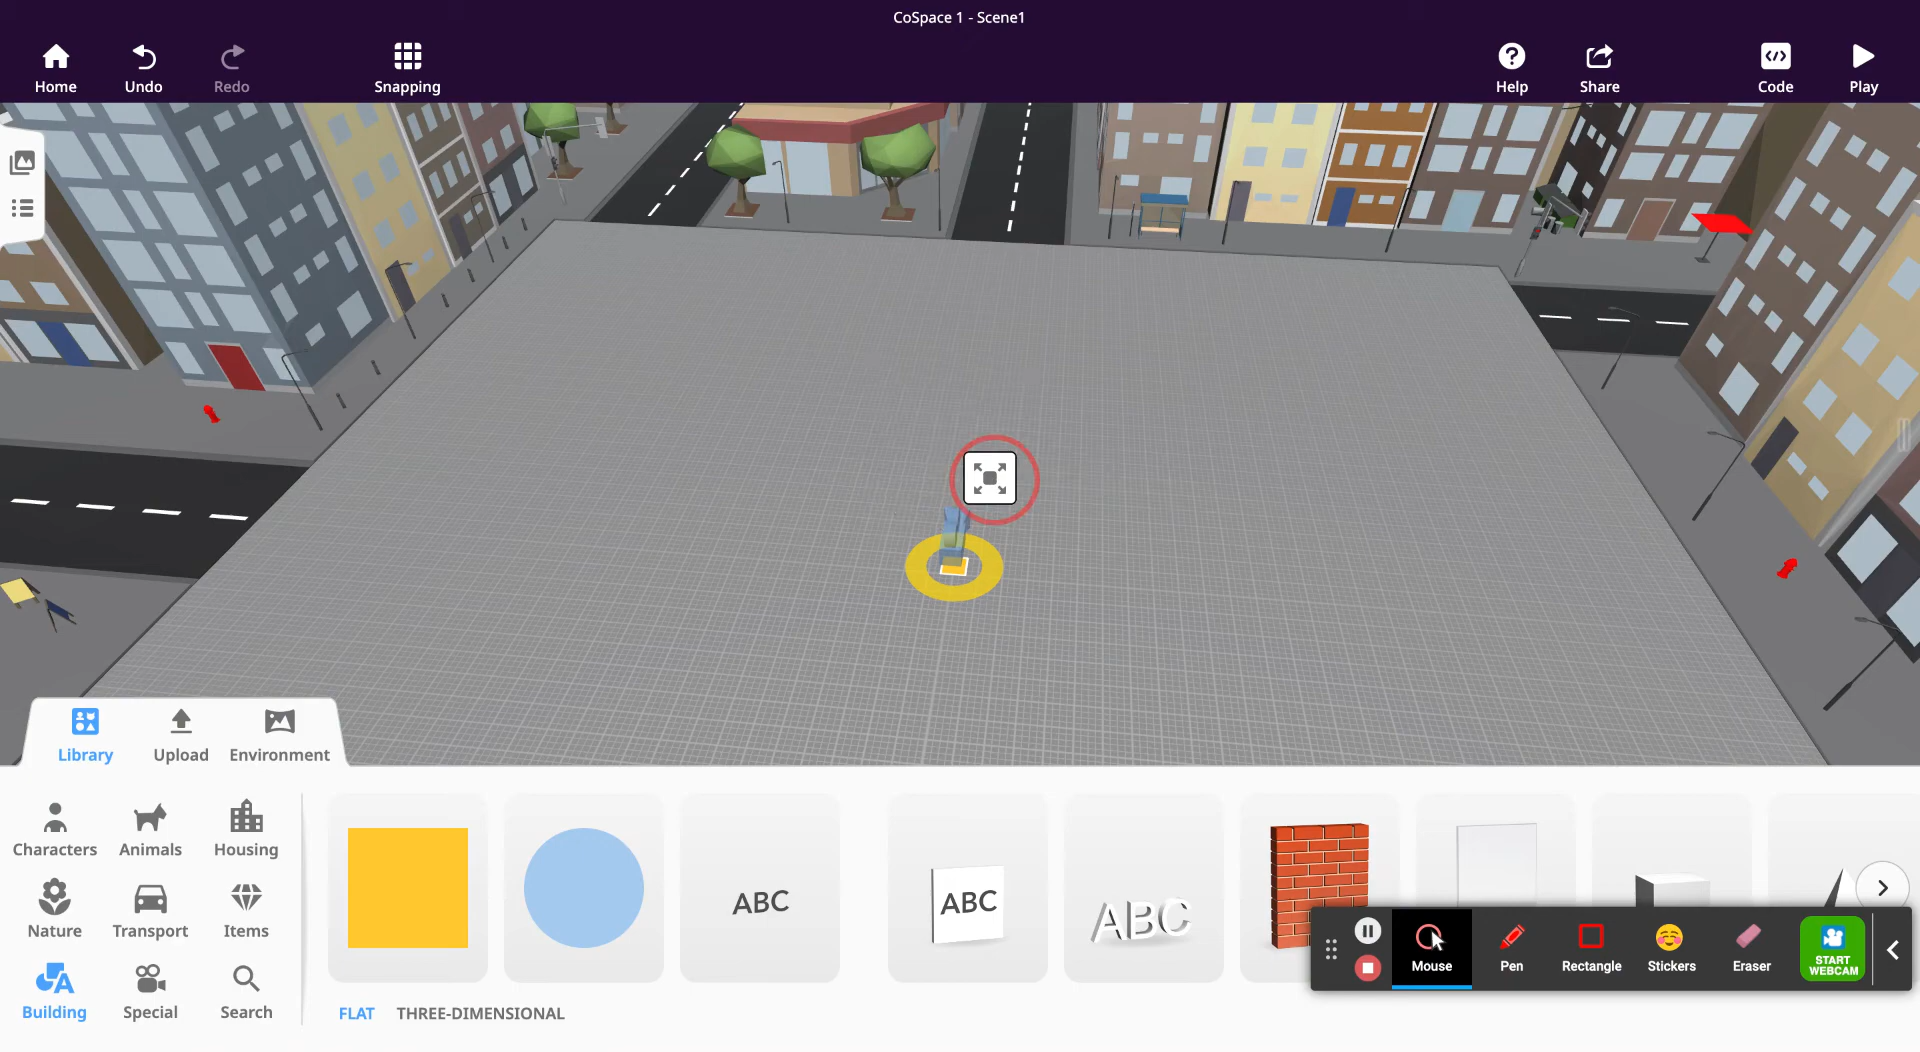 CoSpace 1 - Scene1
Home
Undo
Redo
Snapping
Help
Share
Code
Play
Library
Upload
Environment
Characters
Animals
Housing
Nature
Transport
Items
Building
Special
Search
ABC
ABC
ABC
FLAT
THREE-DIMENSIONAL
Mouse
Pen
Rectangle
Stickers
Eraser
START
WEBCAM